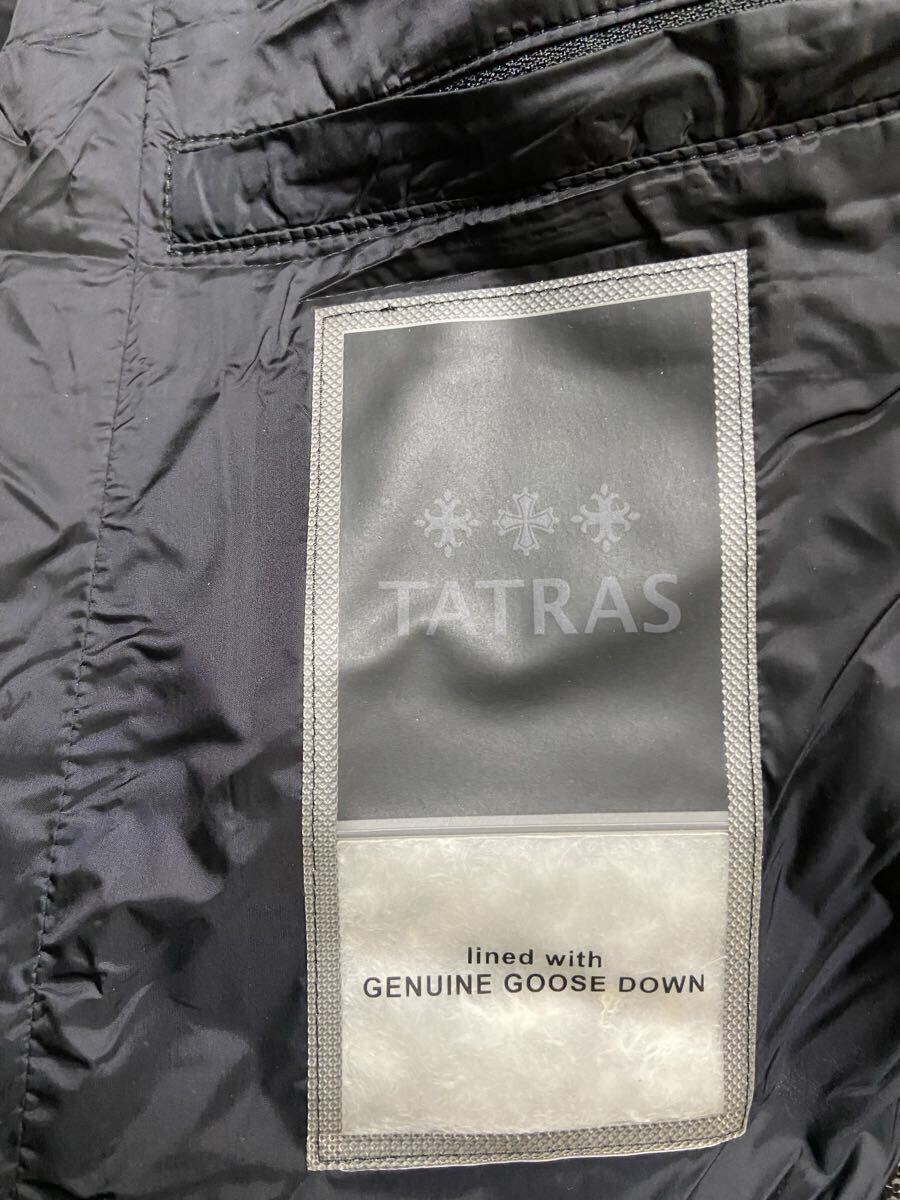 TATRAS
lined with
GENUINE GOOSE DOWN